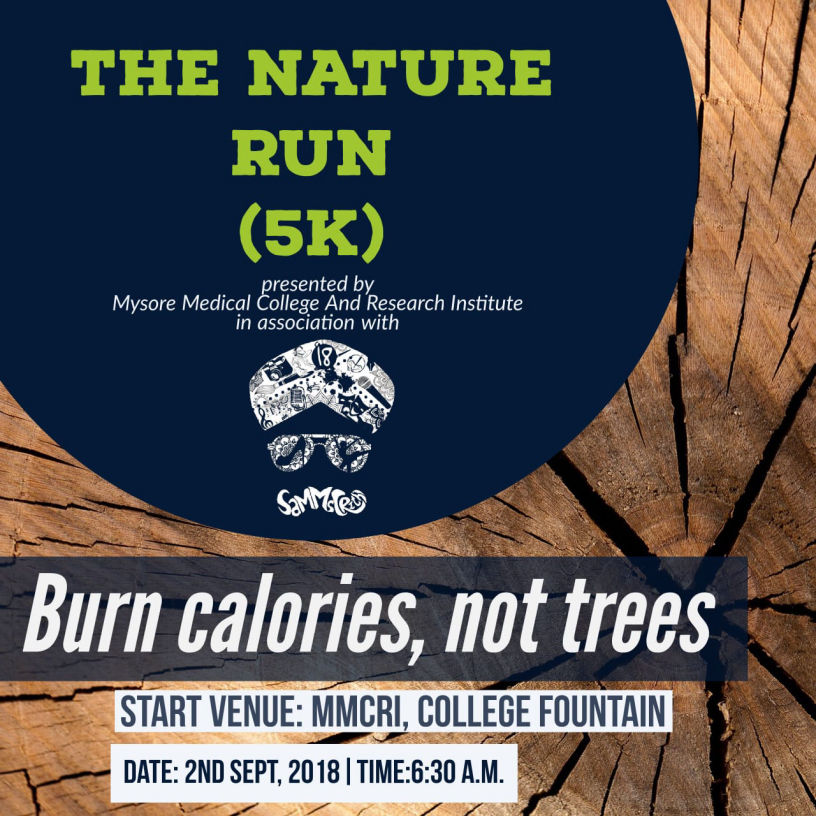 THE NATURE
RUN
(5K)
presented by
Mysore Medical College And Research Institute
in association with
18
Burn calories, not trees
START VENUE: MMCRI, COLLEGE FOUNTAIN
DATE: 2ND SEPT, 2018 | TIME:6:30 A.M.